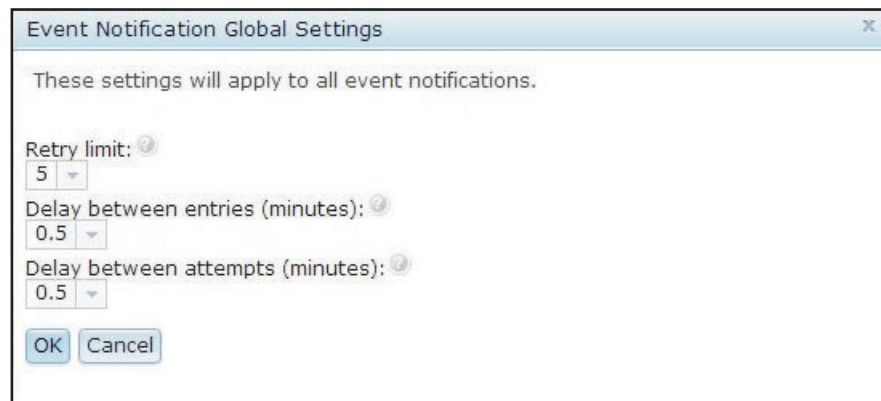 Event Notification Global Settings x
These settings will apply to all event notifications.
Retry limit: ?
5
Delay between entries (minutes): ?
0.5
Delay between attempts (minutes): ?
0.5
OK Cancel